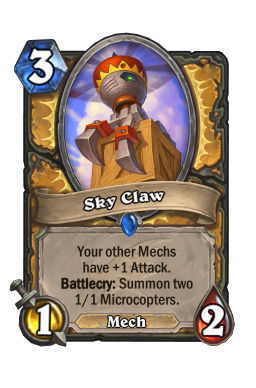 3
Sky Claw
Your other Mechs
have +1 Attack.
Battlecry: Summon two
1/1 Microcopters.
1
Mech
2